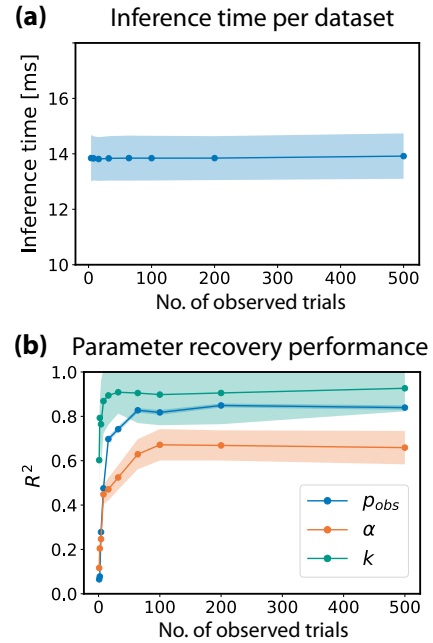 (a) Inference time per dataset
Inference time [ms]
16
14
12
10
0 100 200 300 400 500
No. of observed trials
(b) Parameter recovery performance
R²
1.0
0.8
0.6
0.4
0.2
0.0
p_obs
α
k
0 100 200 300 400 500
No. of observed trials